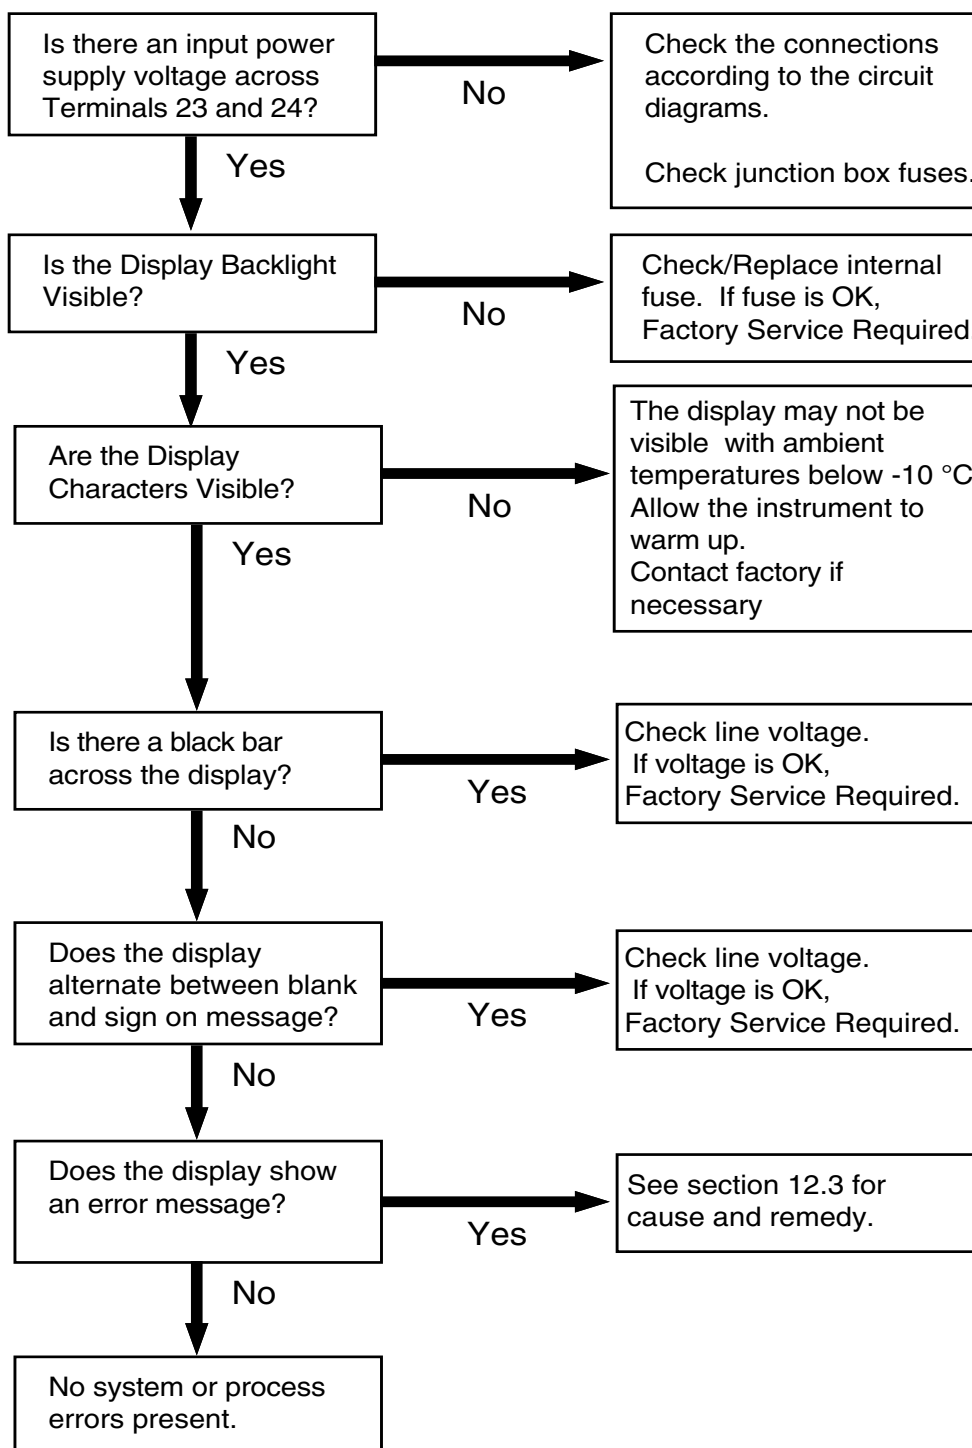 Is there an input power
supply voltage across
Terminals 23 and 24?
No
Check the connections
according to the circuit
diagrams.
Check junction box fuses.
Yes
Is the Display Backlight
Visible?
No
Check/Replace internal
fuse.  If fuse is OK,
Factory Service Required.
Yes
Are the Display
Characters Visible?
No
The display may not be
visible  with ambient
temperatures below -10 °C
Allow the instrument to
warm up.
Contact factory if
necessary
Yes
Is there a black bar
across the display?
Yes
Check line voltage.
If voltage is OK,
Factory Service Required.
No
Does the display
alternate between blank
and sign on message?
Yes
Check line voltage.
If voltage is OK,
Factory Service Required.
No
Does the display show
an error message?
Yes
See section 12.3 for
cause and remedy.
No
No system or process
errors present.